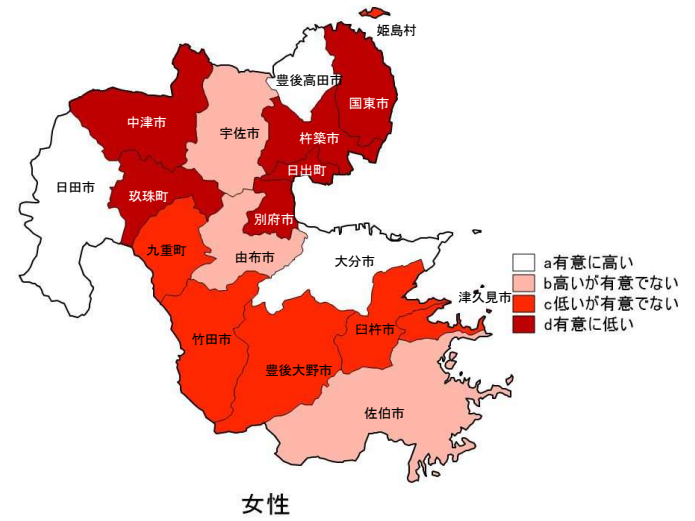 姫島村
豊後高田市
国東市
中津市
宇佐市
杵築市
日出町
日田市
玖珠町
別府市
九重町
由布市
大分市
a有意に高い
b高いが有意でない
津久見市
c低いが有意でない
d有意に低い
竹田市
臼杵市
豊後大野市
佐伯市
女性